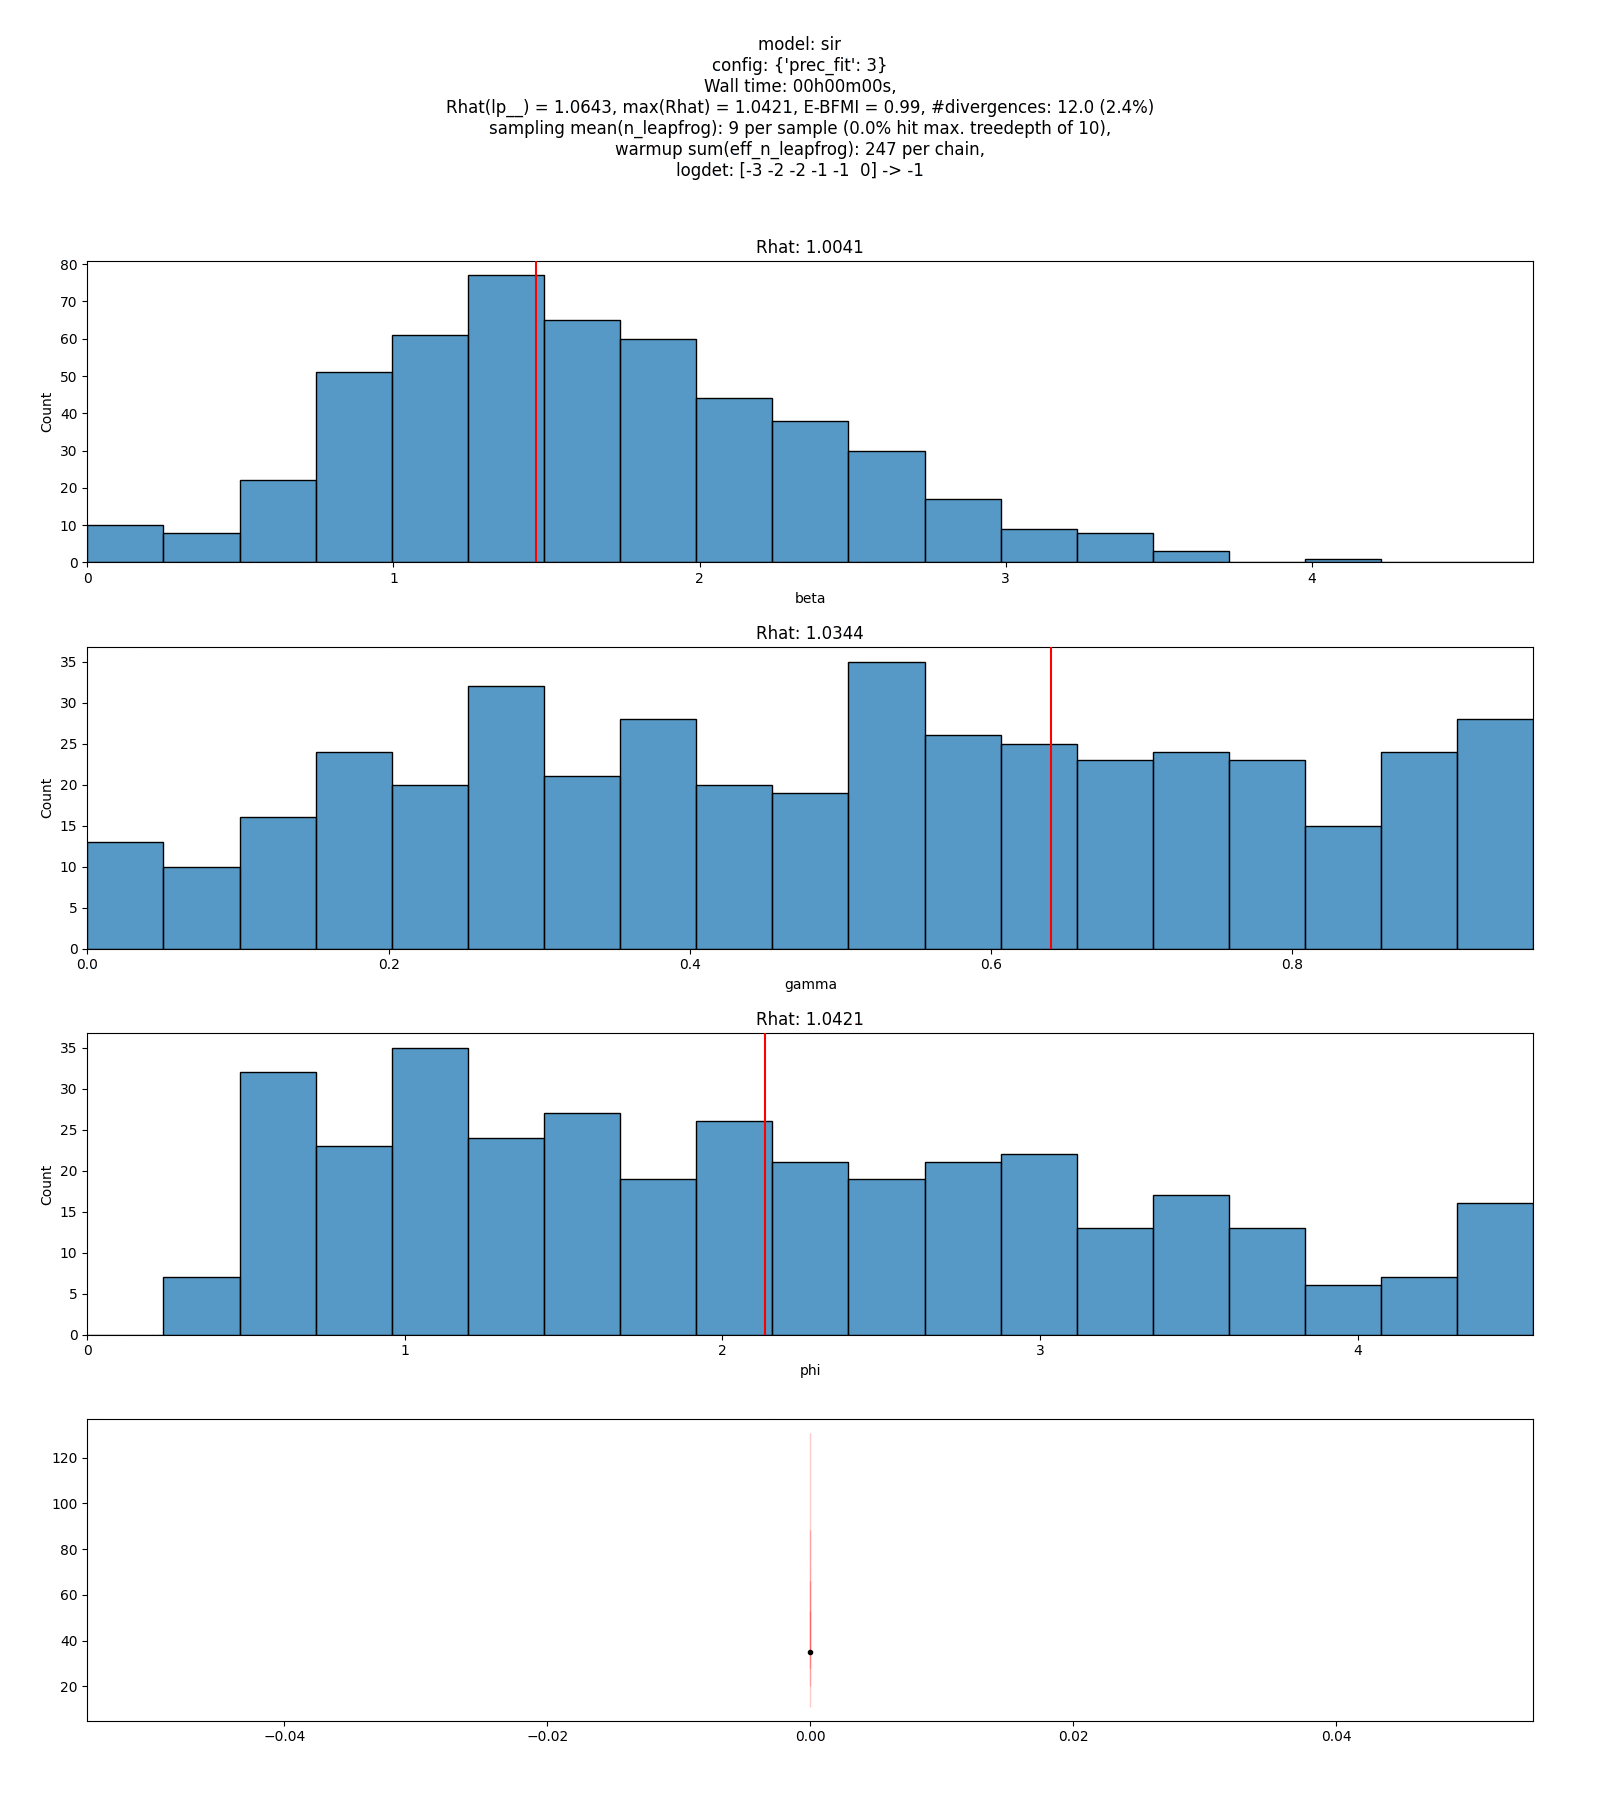 model: sir
config: {'prec_fit': 3}
Wall time: 00h00m00s,
Rhat(lp__) = 1.0643, max(Rhat) = 1.0421, E-BFMI = 0.99, #divergences: 12.0 (2.4%)
sampling mean(n_leapfrog): 9 per sample (0.0% hit max. treedepth of 10),
warmup sum(eff_n_leapfrog): 247 per chain,
logdet: [-3 -2 -2 -1 -1  0] -> -1
Rhat: 1.0041
80
70
60
50
40
30
20
10
0
Count
0 1 2 3 4
beta
Rhat: 1.0344
35
30
25
20
15
10
5
0
Count
0.0 0.2 0.4 0.6 0.8
gamma
Rhat: 1.0421
35
30
25
20
15
10
5
0
Count
0 1 2 3 4
phi
120
100
80
60
40
20
−0.04 −0.02 0.00 0.02 0.04